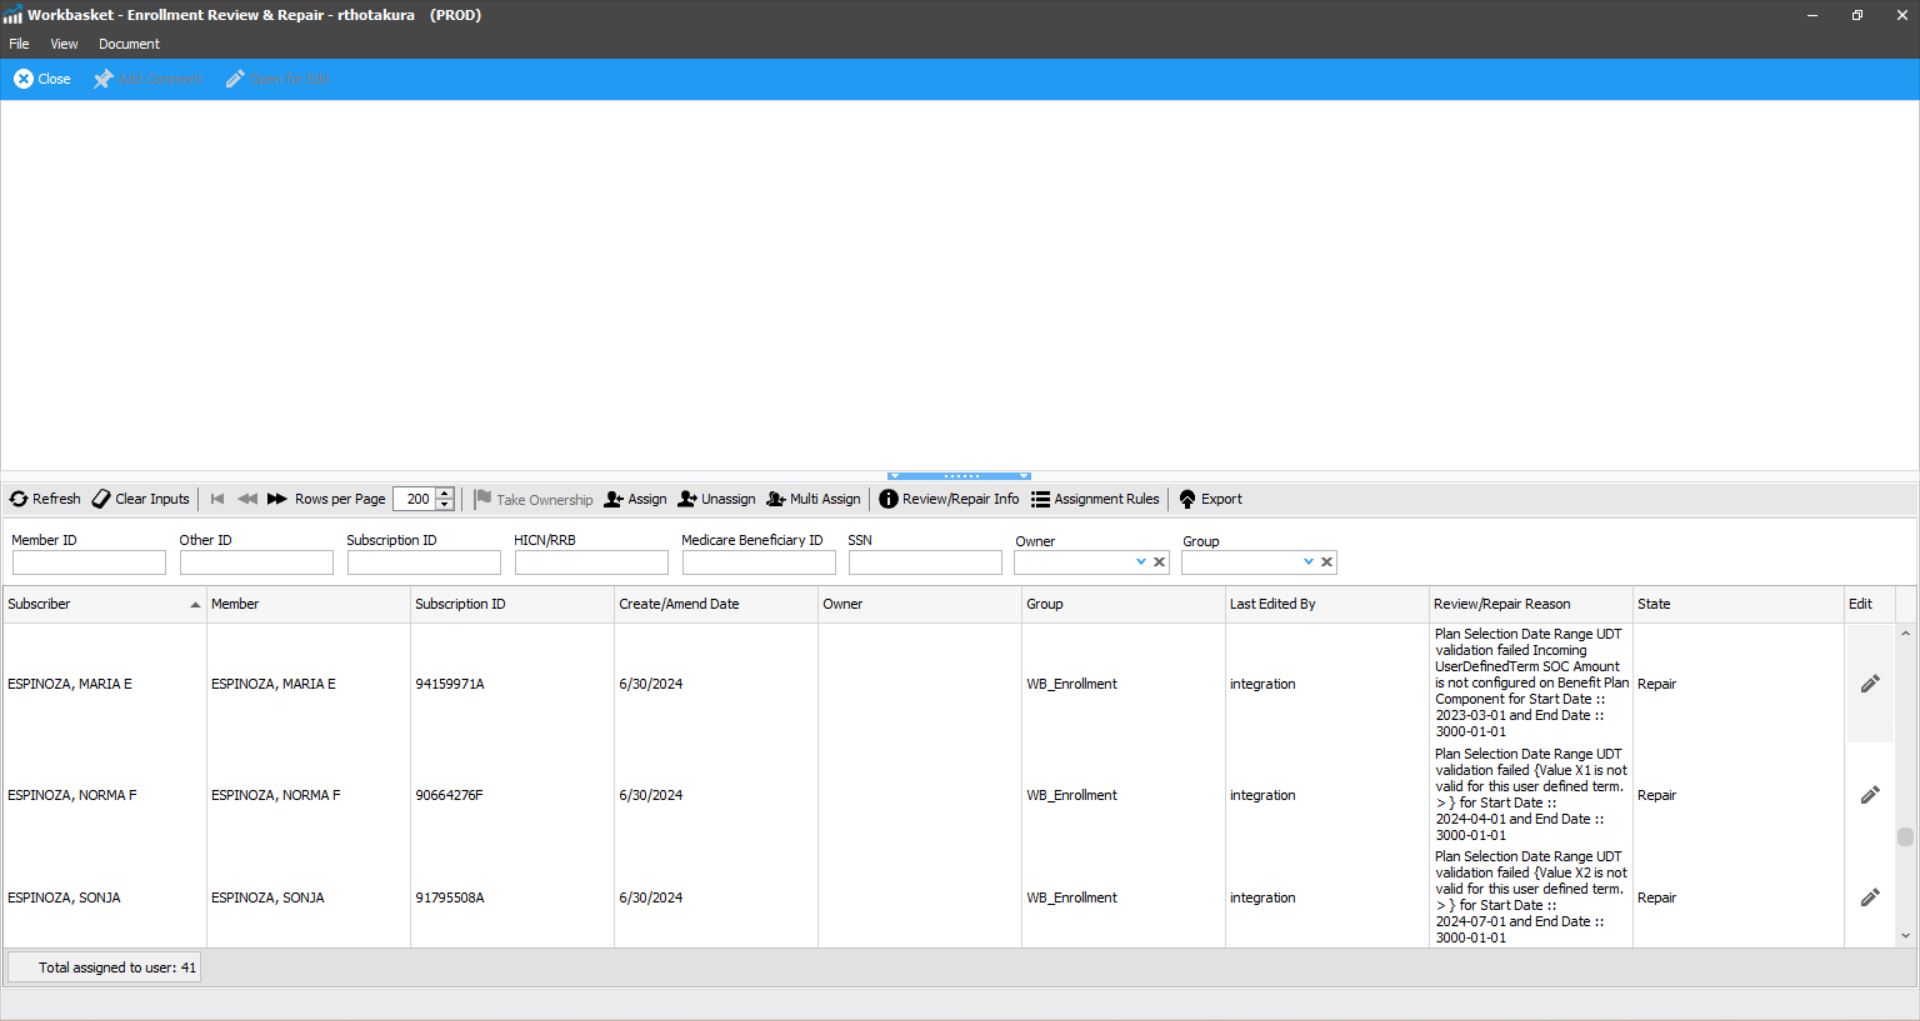 Workbasket - Enrollment Review & Repair - rthotakura    (PROD)
File    View    Document
Close    Add Comment    Open for Edit
Refresh    Clear Inputs    Rows per Page    200    Take Ownership    Assign    Unassign    Multi Assign    Review/Repair Info    Assignment Rules    Export
Member ID    Other ID    Subscription ID    HICN/RRB    Medicare Beneficiary ID    SSN    Owner    Group
Subscriber    Member    Subscription ID    Create/Amend Date    Owner    Group    Last Edited By    Review/Repair Reason    State    Edit
ESPINOZA, MARIA E    ESPINOZA, MARIA E    94159971A    6/30/2024    WB_Enrollment    integration
Plan Selection Date Range UDT
validation failed Incoming
UserDefinedTerm SOC Amount
is not configured on Benefit Plan
Component for Start Date ::
2023-03-01 and End Date ::
3000-01-01
Repair
ESPINOZA, NORMA F    ESPINOZA, NORMA F    90664276F    6/30/2024    WB_Enrollment    integration
Plan Selection Date Range UDT
validation failed {Value X1 is not
valid for this user defined term.
> } for Start Date ::
2024-04-01 and End Date ::
3000-01-01
Repair
ESPINOZA, SONJA    ESPINOZA, SONJA    91795508A    6/30/2024    WB_Enrollment    integration
Plan Selection Date Range UDT
validation failed {Value X2 is not
valid for this user defined term.
> } for Start Date ::
2024-07-01 and End Date ::
3000-01-01
Repair
Total assigned to user: 41